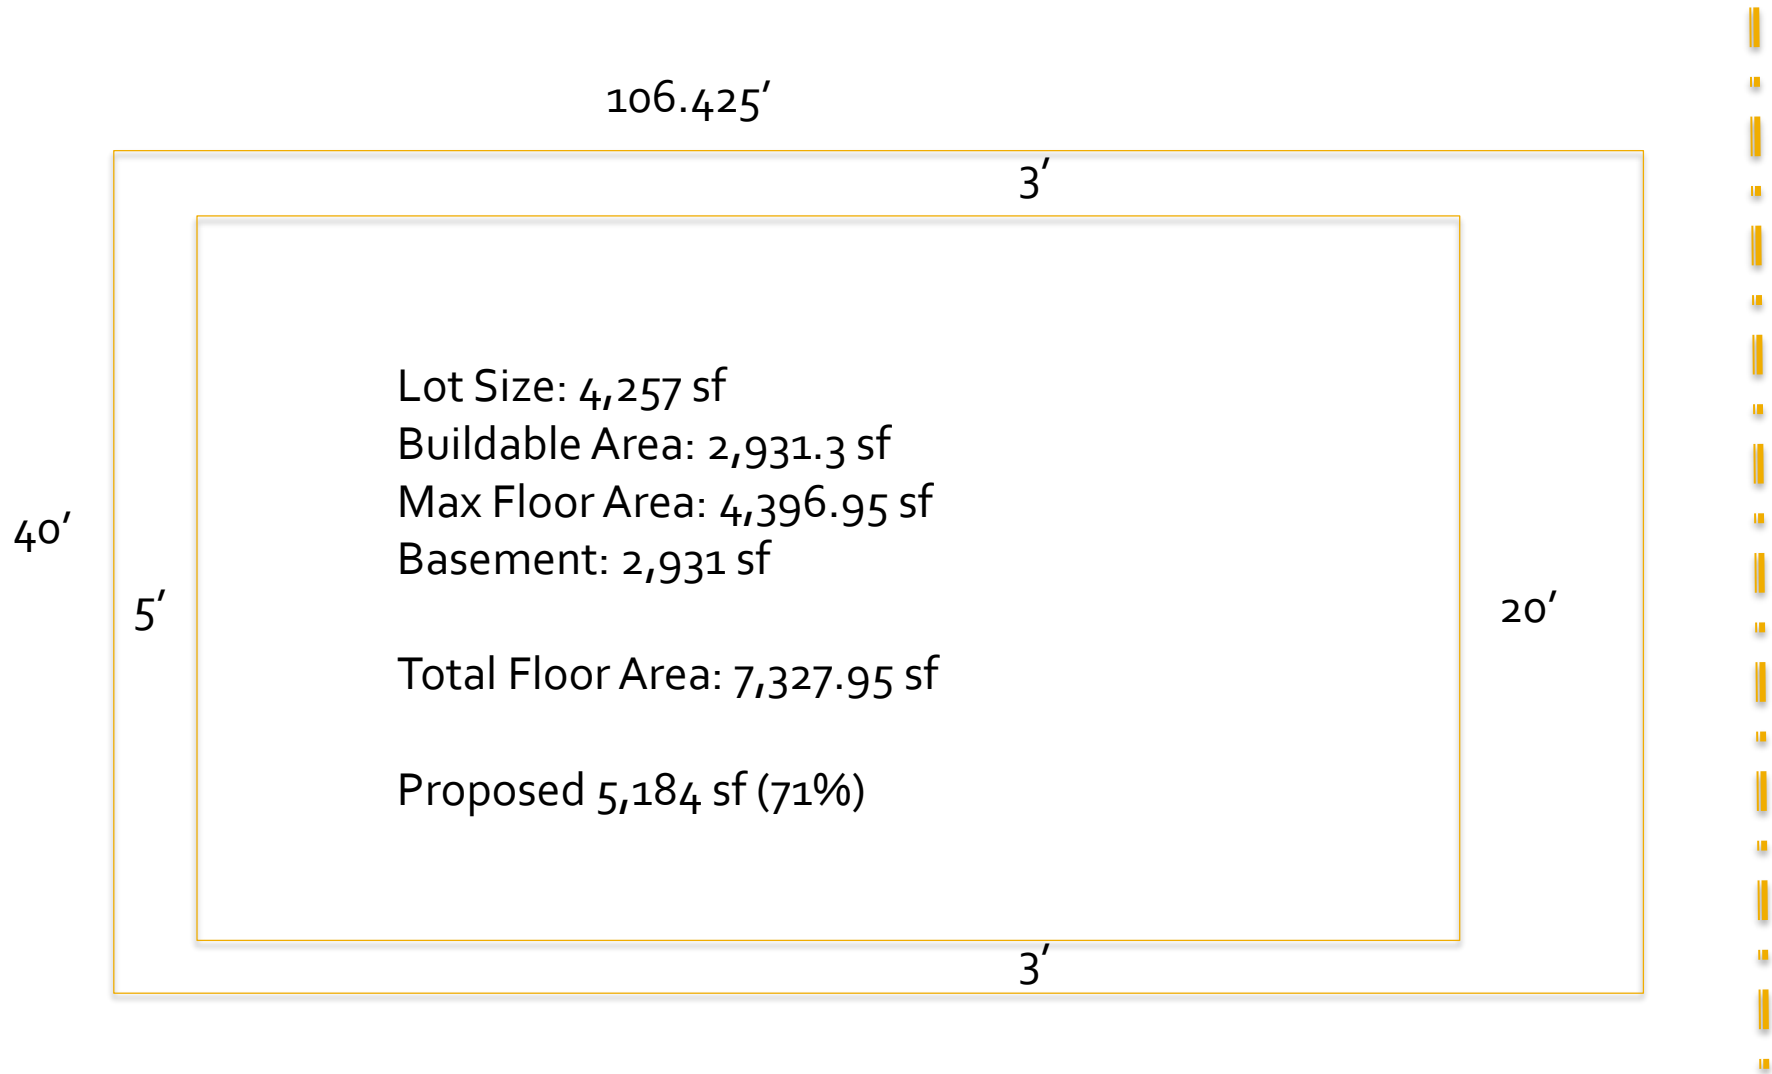 106.425′
3′
Lot Size: 4,257 sf
Buildable Area: 2,931.3 sf
Max Floor Area: 4,396.95 sf
Basement: 2,931 sf
40′
5′
20′
Total Floor Area: 7,327.95 sf
Proposed 5,184 sf (71%)
3′